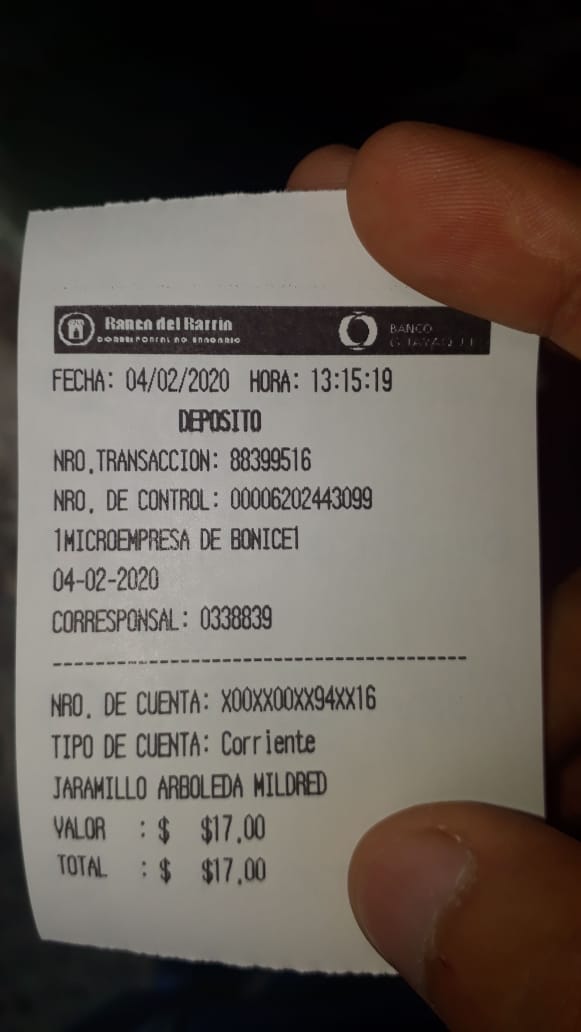 Banco del Barrio
CORRESPONSAL NO BANCARIO
BANCO
GUAYAQUIL
FECHA: 04/02/2020 HORA: 13:15:19
DEPOSITO
NRO.TRANSACCION: 88399516
NRO. DE CONTROL: 00006202443099
1MICROEMPRESA DE BONICE1
04-02-2020
CORRESPONSAL: 0338839
---------------------------------------
NRO. DE CUENTA: X00XX00XX94XX16
TIPO DE CUENTA: Corriente
JARAMILLO ARBOLEDA MILDRED
VALOR : $ $17.00
TOTAL : $ $17.00